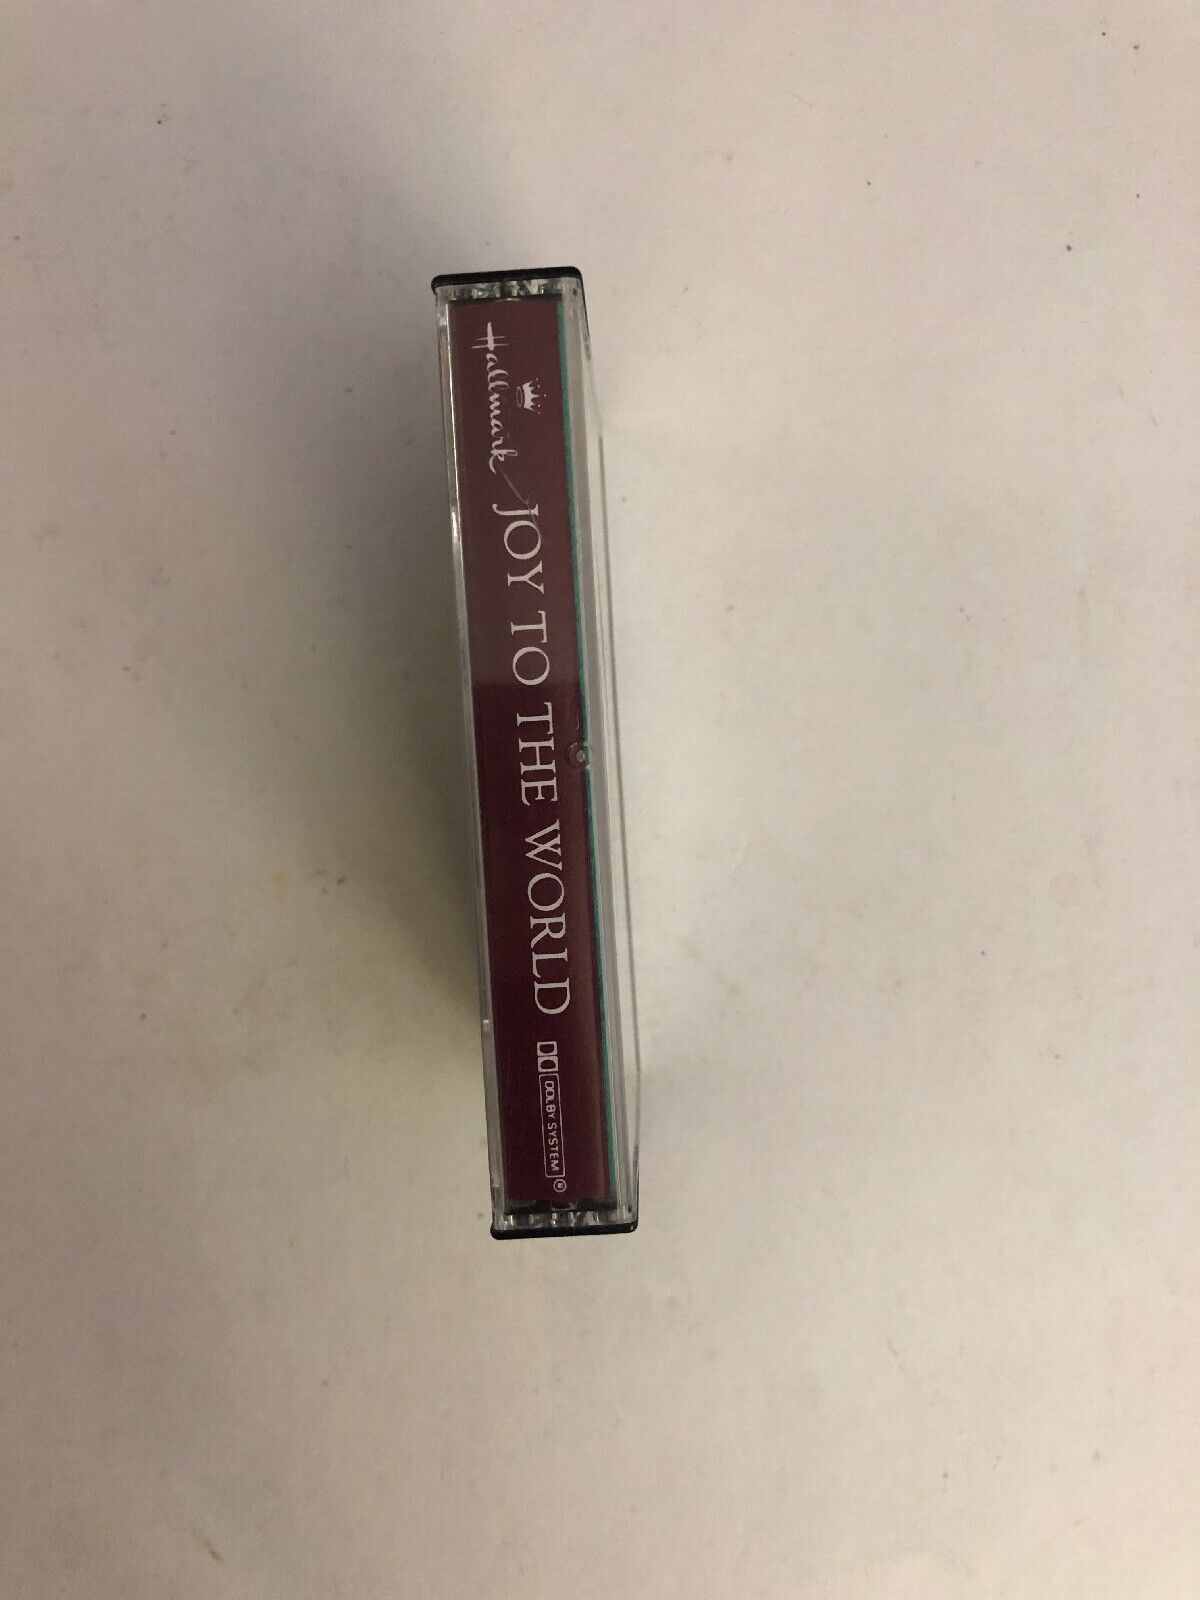 Hallmark
JOY TO THE WORLD
DOLBY SYSTEM ®